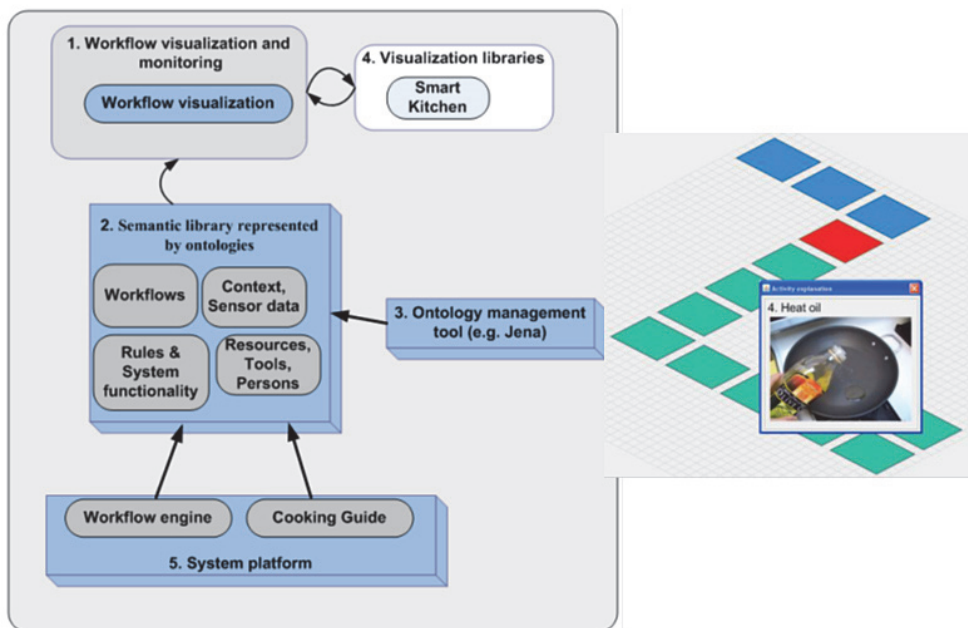 1. Workflow visualization and
monitoring
Workflow visualization
4. Visualization libraries
Smart
Kitchen
2. Semantic library represented
by ontologies
Workflows
Context,
Sensor data
Rules &
System
functionality
Resources,
Tools,
Persons
3. Ontology management
tool (e.g. Jena)
Workflow engine
Cooking Guide
5. System platform
Activity explanation
4. Heat oil